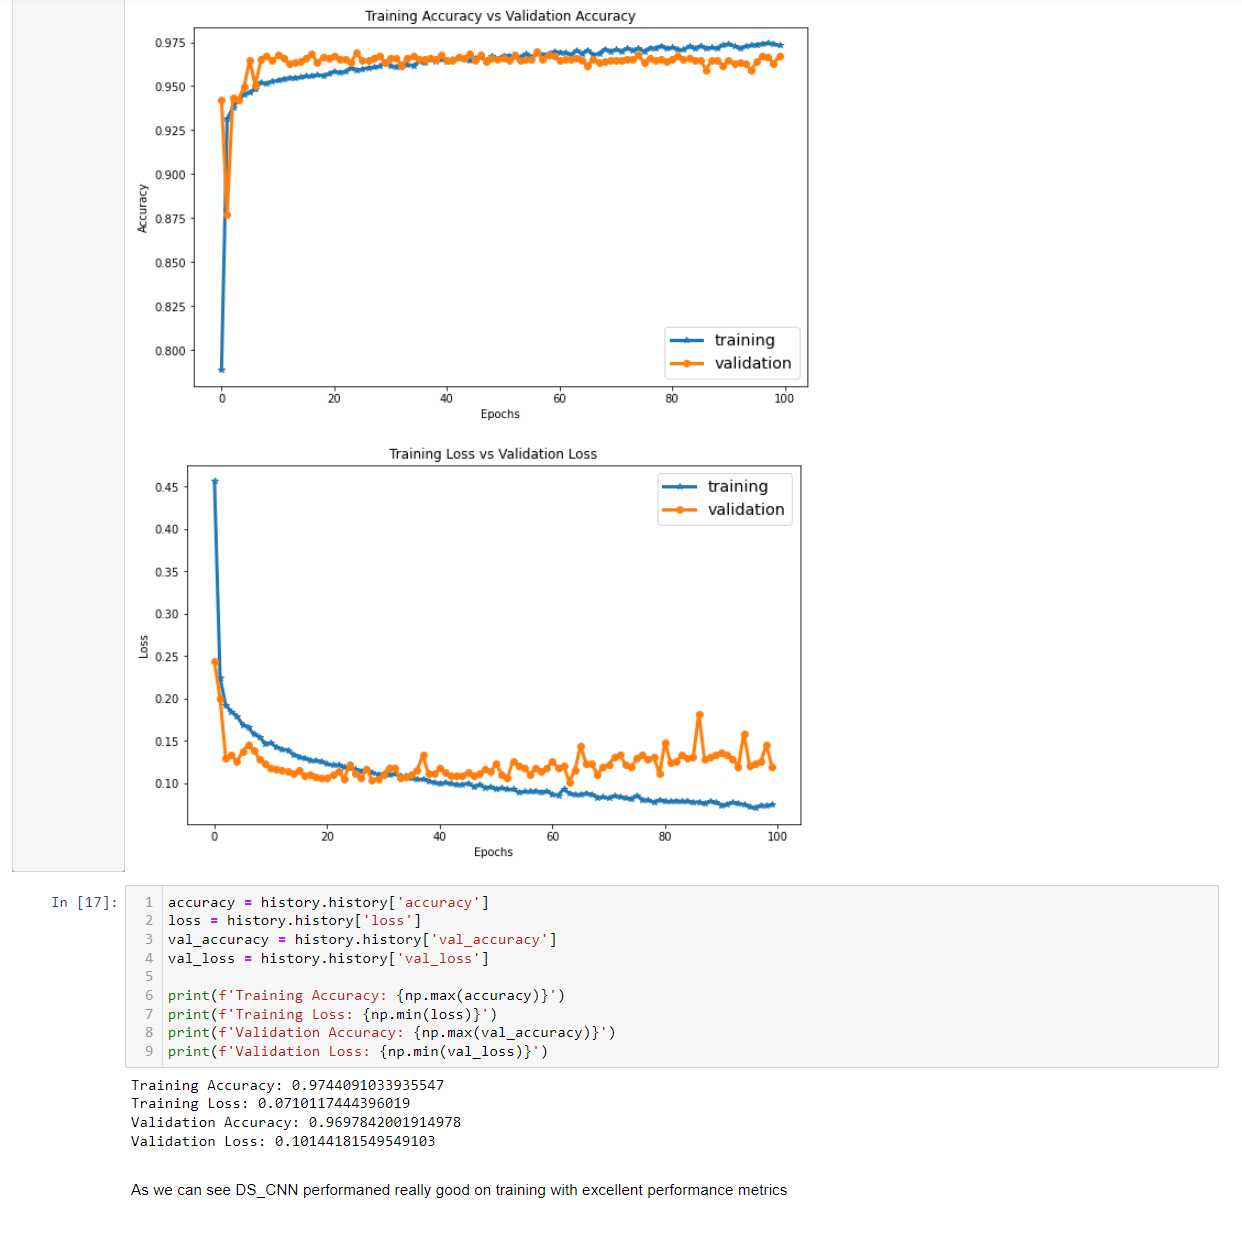 Training Accuracy vs Validation Accuracy
0.975
0.950
0.925
0.900
0.875
0.850
0.825
0.800
Accuracy
training
validation
0 20 40 60 80 100
Epochs
Training Loss vs Validation Loss
0.45
0.40
0.35
0.30
0.25
0.20
0.15
0.10
Loss
training
validation
0 20 40 60 80 100
Epochs
In [17]:
1 accuracy = history.history['accuracy']
2 loss = history.history['loss']
3 val_accuracy = history.history['val_accuracy']
4 val_loss = history.history['val_loss']
5
6 print(f'Training Accuracy: {np.max(accuracy)}')
7 print(f'Training Loss: {np.min(loss)}')
8 print(f'Validation Accuracy: {np.max(val_accuracy)}')
9 print(f'Validation Loss: {np.min(val_loss)}')
Training Accuracy: 0.9744091033935547
Training Loss: 0.0710117444396019
Validation Accuracy: 0.9697842001914978
Validation Loss: 0.10144181549549103
As we can see DS_CNN performaned really good on training with excellent performance metrics